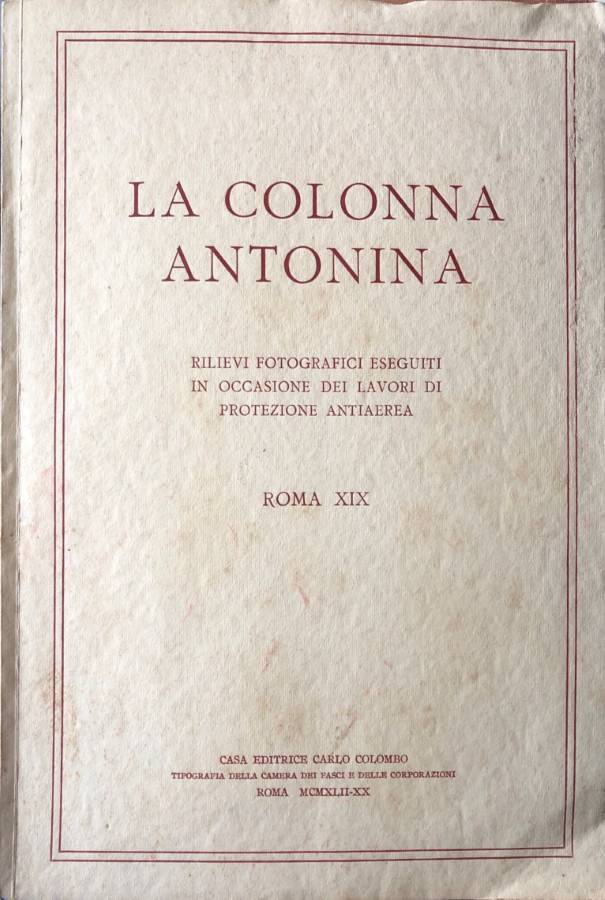 LA COLONNA
ANTONINA
RILIEVI FOTOGRAFICI ESEGUITI
IN OCCASIONE DEI LAVORI DI
PROTEZIONE ANTIAEREA
ROMA XIX
CASA EDITRICE CARLO COLOMBO
TIPOGRAFIA DELLA CAMERA DEI FASCI E DELLE CORPORAZIONI
ROMA MCMXLII-XX